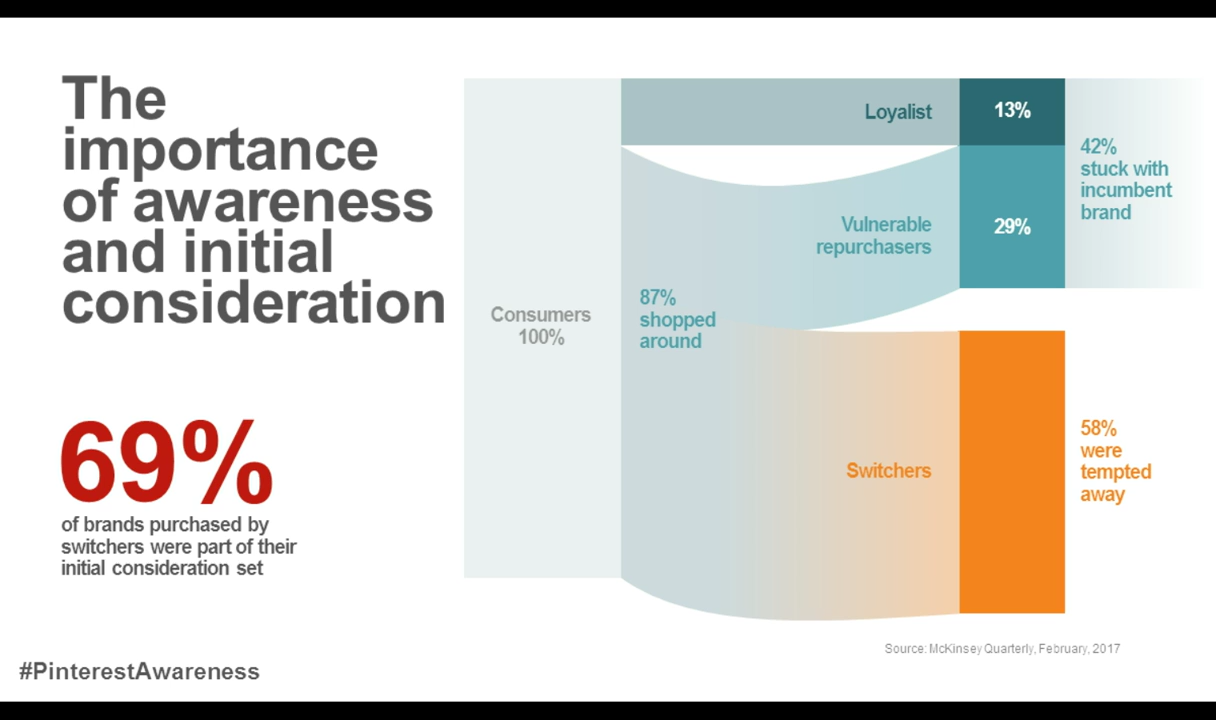 The
importance
of awareness
and initial
consideration
69%
of brands purchased by
switchers were part of their
initial consideration set
#PinterestAwareness
Consumers
100%
87%
shopped
around
Loyalist
13%
Vulnerable
repurchasers
29%
42%
stuck with
incumbent
brand
Switchers
58%
were
tempted
away
Source: McKinsey Quarterly, February, 2017